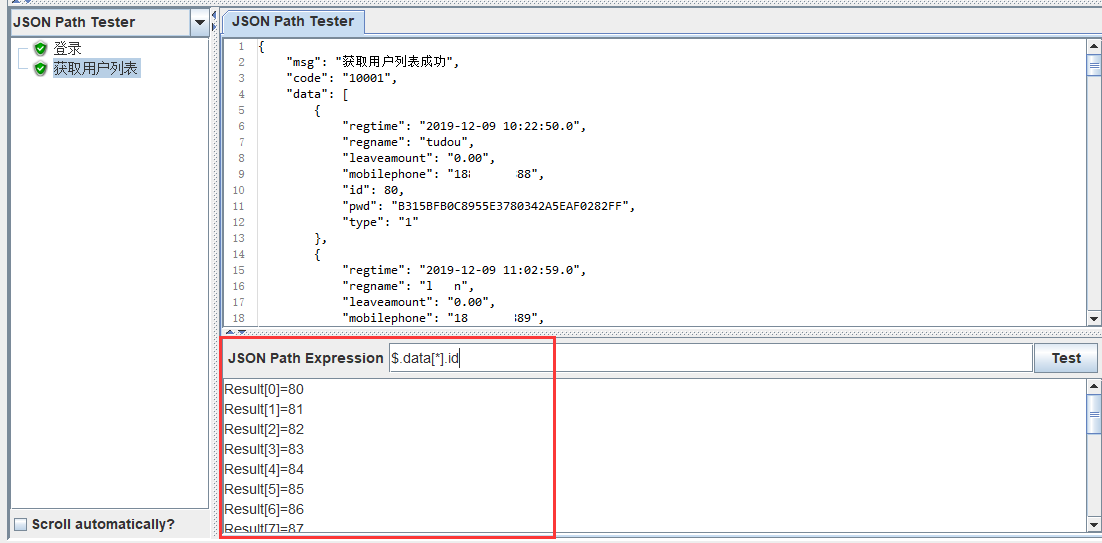 JSON Path Tester
登录
获取用户列表
Scroll automatically?
JSON Path Tester
1 {
2 "msg": "获取用户列表成功",
3 "code": "10001",
4 "data": [
5 {
6 "regtime": "2019-12-09 10:22:50.0",
7 "regname": "tudou",
8 "leaveamount": "0.00",
9 "mobilephone": "18 88",
10 "id": 80,
11 "pwd": "B315BFB0C8955E3780342A5EAF0282FF",
12 "type": "1"
13 },
14 {
15 "regtime": "2019-12-09 11:02:59.0",
16 "regname": "l n",
17 "leaveamount": "0.00",
18 "mobilephone": "18 89",
JSON Path Expression $.data[*].id Test
Result[0]=80
Result[1]=81
Result[2]=82
Result[3]=83
Result[4]=84
Result[5]=85
Result[6]=86
Result[7]=87